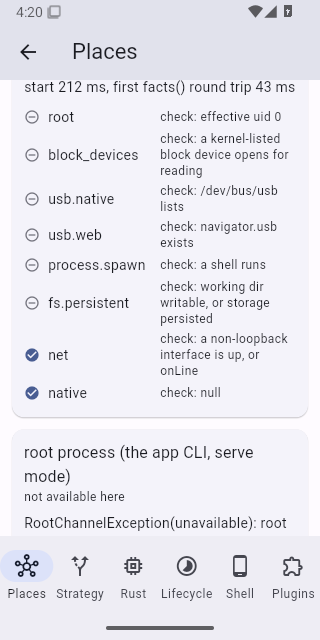 4:20
Places
start 212 ms, first facts() round trip 43 ms
root
check: effective uid 0
block_devices
check: a kernel-listed
block device opens for
reading
usb.native
check: /dev/bus/usb
lists
usb.web
check: navigator.usb
exists
process.spawn
check: a shell runs
fs.persistent
check: working dir
writable, or storage
persisted
net
check: a non-loopback
interface is up, or
onLine
native
check: null
root process (the app CLI, serve
mode)
not available here
RootChannelException(unavailable): root
Places
Strategy
Rust
Lifecycle
Shell
Plugins